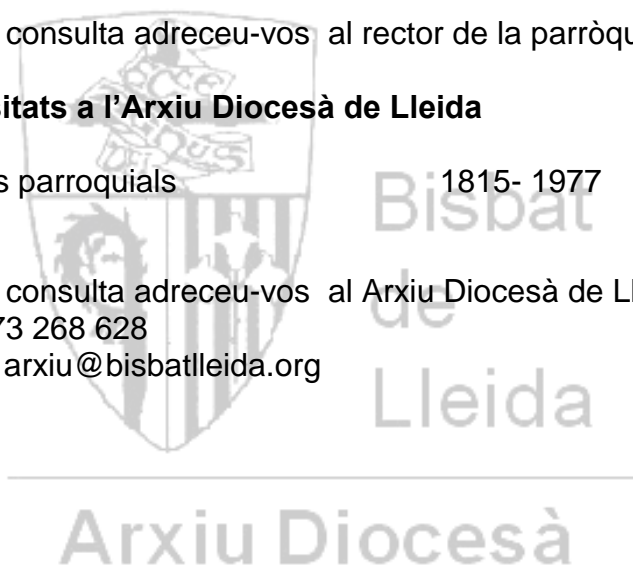 consulta adreceu-vos al rector de la parròqu
sitats a l'Arxiu Diocesà de Lleida
s parroquials 1815- 1977
consulta adreceu-vos al Arxiu Diocesà de Ll
73 268 628
arxiu@bisbatlleida.org
Bisbat
de
Lleida
Arxiu Diocesà